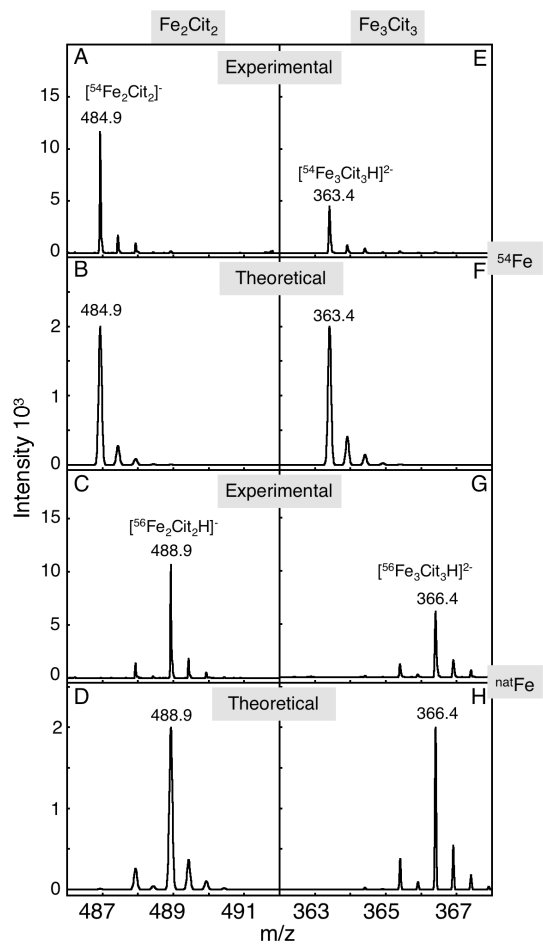 Fe2Cit2
Fe3Cit3
A
Experimental
E
[54Fe2Cit2]-
484.9
[54Fe3Cit3H]2-
363.4
15
10
5
0
54Fe
B
Theoretical
F
484.9
363.4
2
1
0
Intensity 10³
C
Experimental
G
[56Fe2Cit2H]-
488.9
[56Fe3Cit3H]2-
366.4
15
10
5
0
natFe
D
Theoretical
H
488.9
366.4
2
1
0
487 489 491 363 365 367
m/z